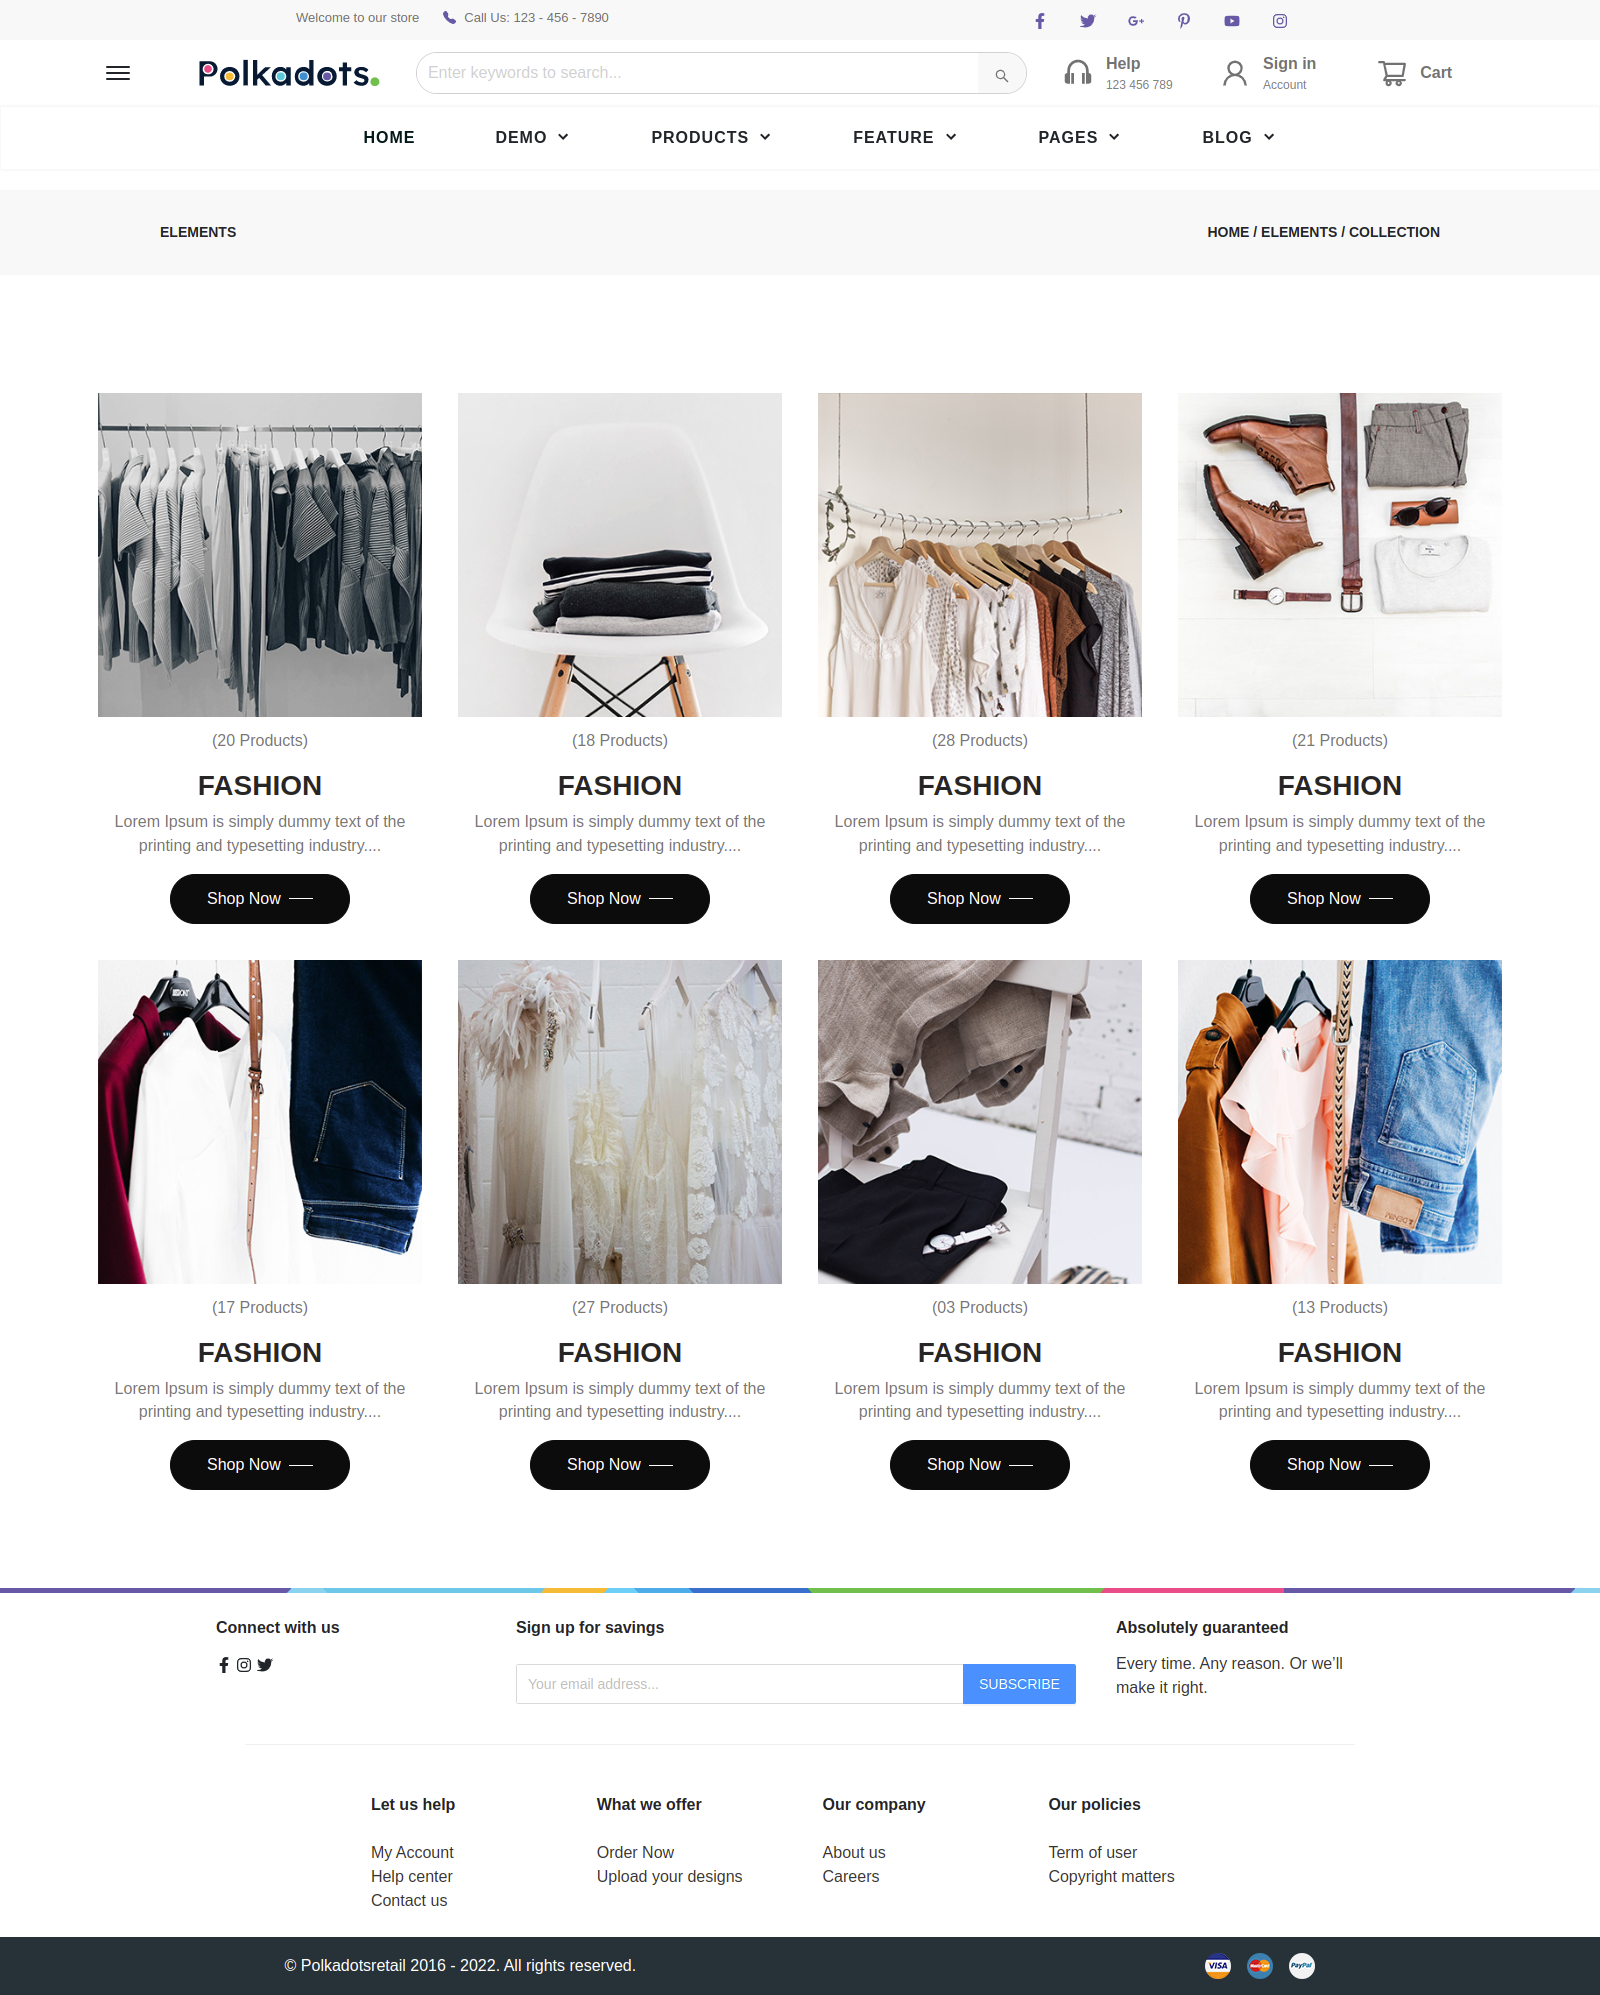 Welcome to our store
Call Us: 123 - 456 - 7890
Polkadots.
Enter keywords to search...
Help
123 456 789
Sign in
Account
Cart
HOME
DEMO
PRODUCTS
FEATURE
PAGES
BLOG
ELEMENTS
HOME / ELEMENTS / COLLECTION
(20 Products)
(18 Products)
(28 Products)
(21 Products)
FASHION
FASHION
FASHION
FASHION
Lorem Ipsum is simply dummy text of the
printing and typesetting industry....
Lorem Ipsum is simply dummy text of the
printing and typesetting industry....
Lorem Ipsum is simply dummy text of the
printing and typesetting industry....
Lorem Ipsum is simply dummy text of the
printing and typesetting industry....
Shop Now
Shop Now
Shop Now
Shop Now
(17 Products)
(27 Products)
(03 Products)
(13 Products)
FASHION
FASHION
FASHION
FASHION
Lorem Ipsum is simply dummy text of the
printing and typesetting industry....
Lorem Ipsum is simply dummy text of the
printing and typesetting industry....
Lorem Ipsum is simply dummy text of the
printing and typesetting industry....
Lorem Ipsum is simply dummy text of the
printing and typesetting industry....
Shop Now
Shop Now
Shop Now
Shop Now
Connect with us
Sign up for savings
Your email address...
SUBSCRIBE
Absolutely guaranteed
Every time. Any reason. Or we’ll
make it right.
Let us help
My Account
Help center
Contact us
What we offer
Order Now
Upload your designs
Our company
About us
Careers
Our policies
Term of user
Copyright matters
© Polkadotsretail 2016 - 2022. All rights reserved.
VISA
MasterCard
PayPal